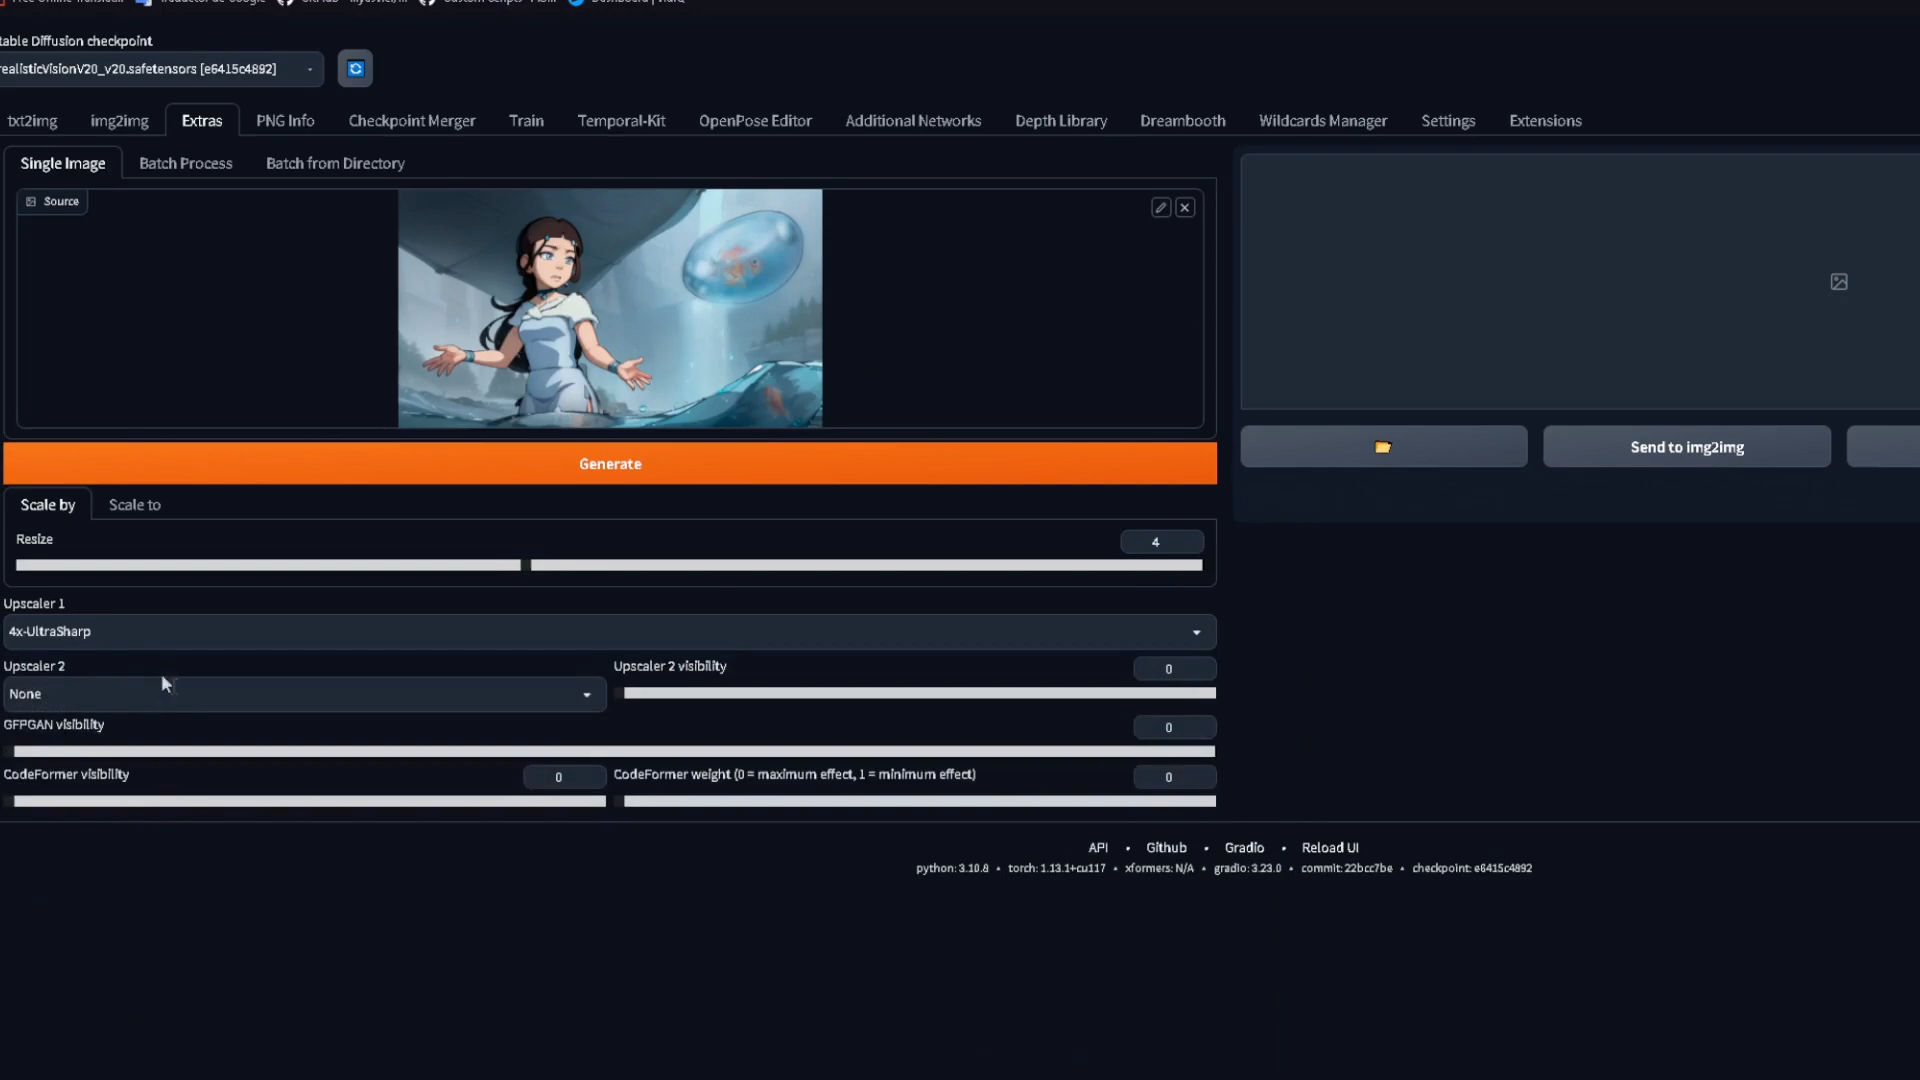 table Diffusion checkpoint
ealisticVisionV20_v20.safetensors [e6415c4892]
txt2img img2img Extras PNG Info Checkpoint Merger Train Temporal-Kit OpenPose Editor Additional Networks Depth Library Dreambooth Wildcards Manager Settings Extensions
Single Image Batch Process Batch from Directory
Source
Generate
Send to img2img
Scale by Scale to
Resize 4
Upscaler 1
4x-UltraSharp
Upscaler 2 Upscaler 2 visibility 0
None
GFPGAN visibility 0
CodeFormer visibility 0 CodeFormer weight (0 = maximum effect, 1 = minimum effect) 0
API • Github • Gradio • Reload UI
python: 3.10.8 • torch: 1.13.1+cu117 • xformers: N/A • gradio: 3.23.0 • commit: 22bcc7be • checkpoint: e6415c4892